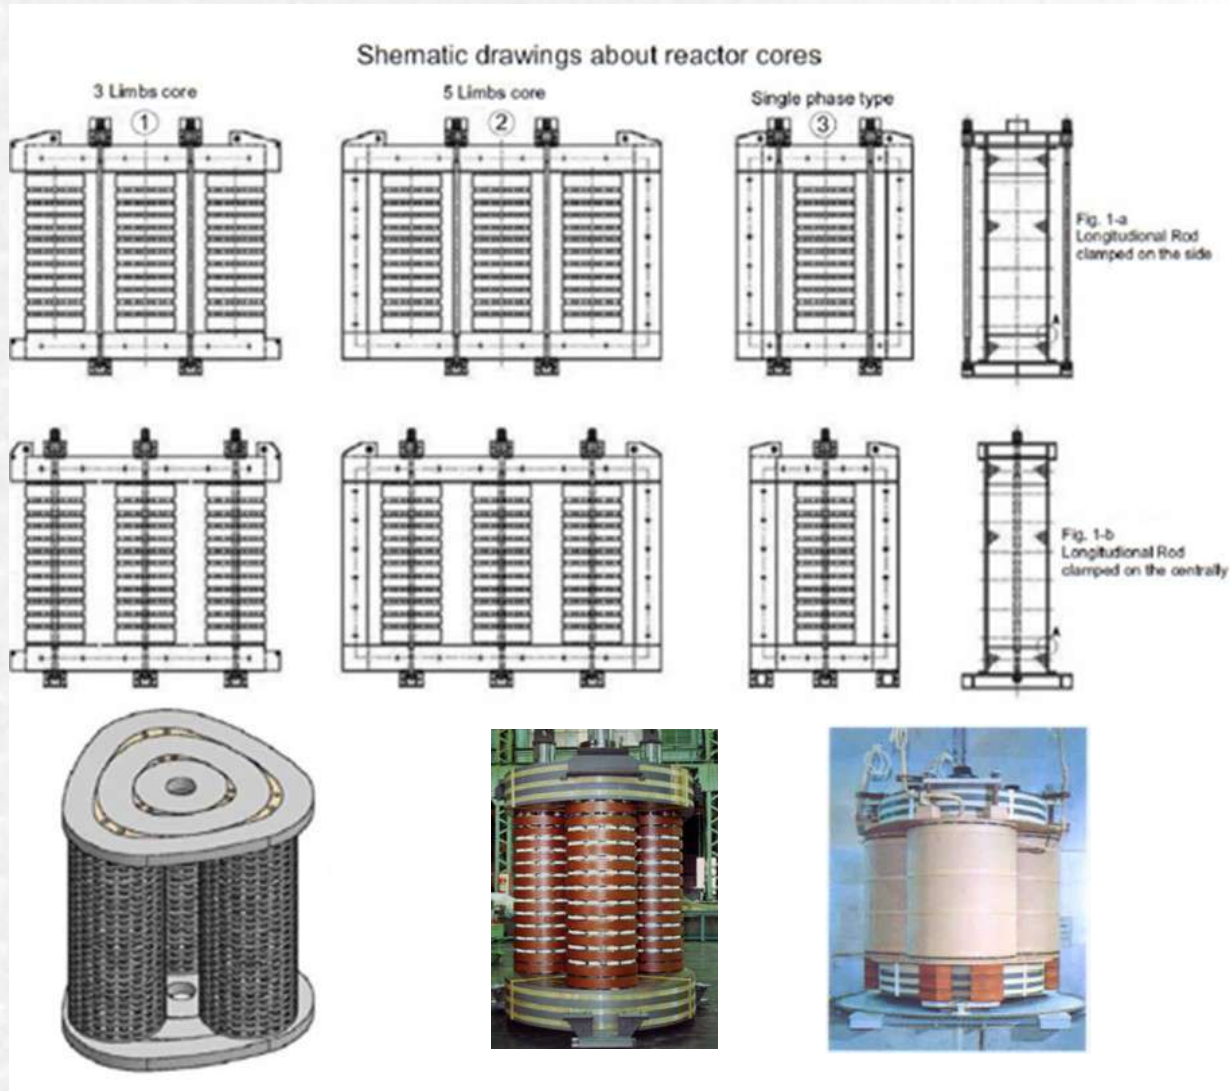 Shematic drawings about reactor cores
3 Limbs core
1
5 Limbs core
2
Single phase type
3
Fig. 1-a
Longitudional Rod
clamped on the side
A
Fig. 1-b
Longitudional Rod
clamped on the centrally
A